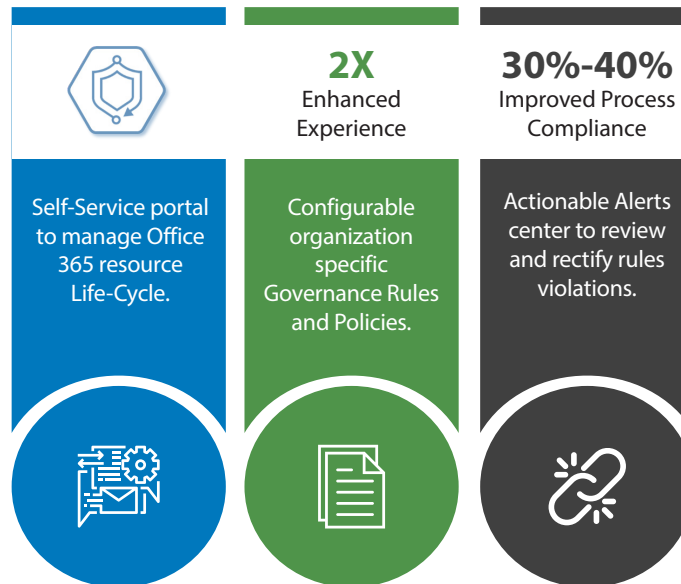 2X
Enhanced
Experience
30%-40%
Improved Process
Compliance
Self-Service portal
to manage Office
365 resource
Life-Cycle.
Configurable
organization
specific
Governance Rules
and Policies.
Actionable Alerts
center to review
and rectify rules
violations.